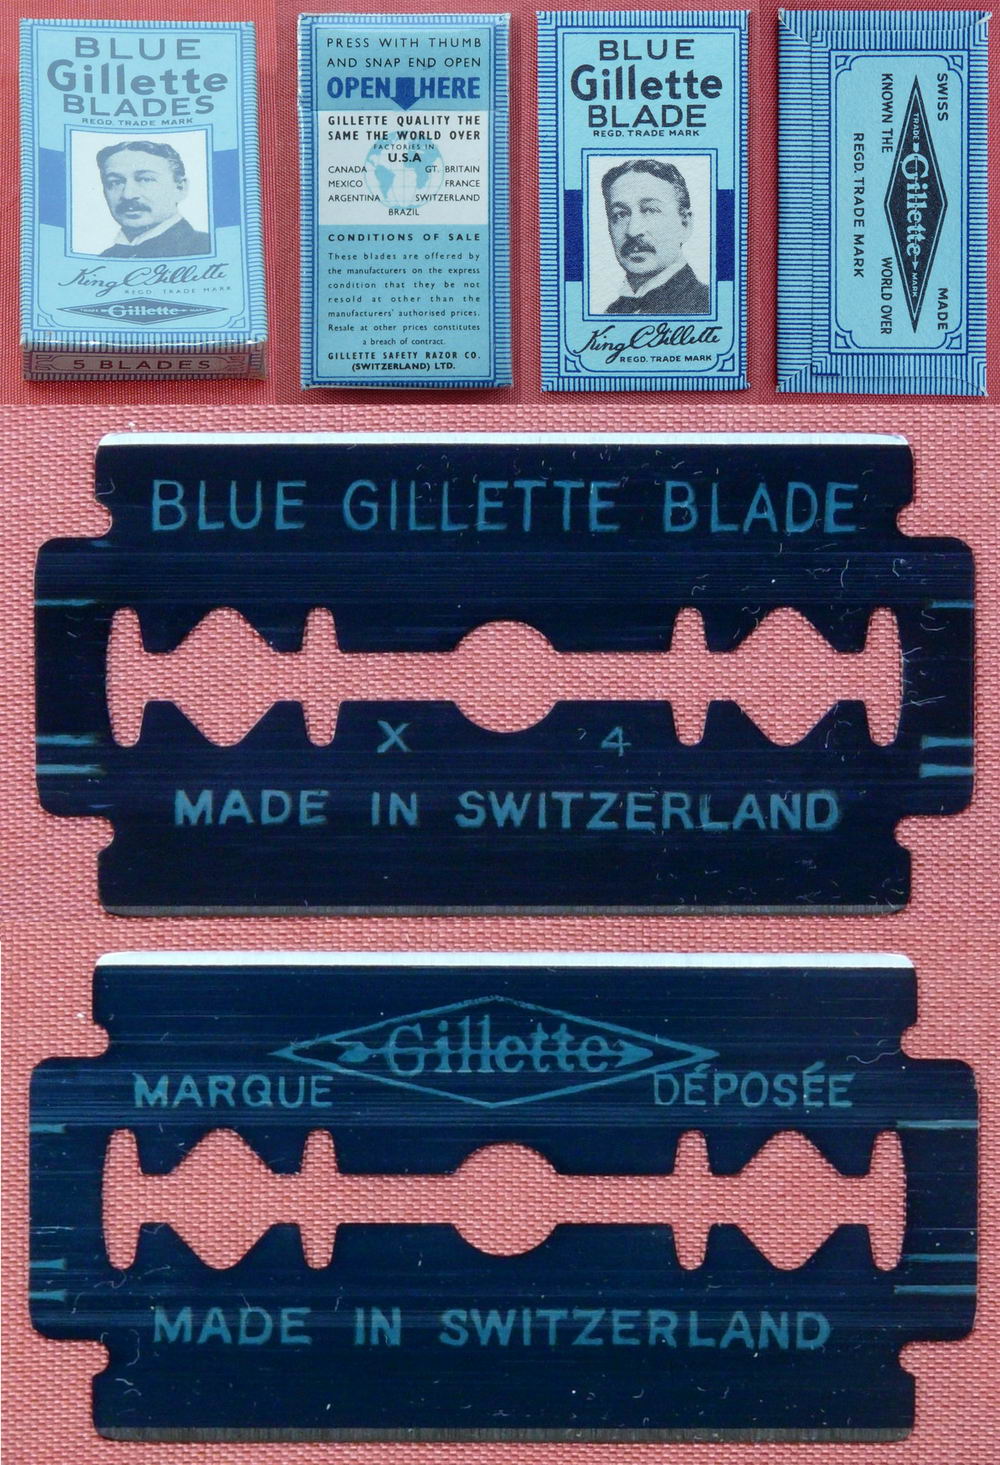 BLUE
Gillette
BLADES
REGD. TRADE MARK
King C Gillette
REGD. TRADE MARK
TRADE Gillette MARK
5 BLADES
PRESS WITH THUMB
AND SNAP END OPEN
OPEN HERE
GILLETTE QUALITY THE
SAME THE WORLD OVER
FACTORIES IN
U.S.A
CANADA GT. BRITAIN
MEXICO FRANCE
ARGENTINA SWITZERLAND
BRAZIL
CONDITIONS OF SALE
These blades are offered by
the manufacturers on the express
condition that they be not
resold at other than the
manufacturers' authorised prices.
Resale at other prices constitutes
a breach of contract.
GILLETTE SAFETY RAZOR CO.
(SWITZERLAND) LTD.
BLUE
Gillette
BLADE
REGD. TRADE MARK
King C Gillette
REGD. TRADE MARK
SWISS MADE
TRADE Gillette MARK
KNOWN THE WORLD OVER
REGD. TRADE MARK
BLUE GILLETTE BLADE
X 4
MADE IN SWITZERLAND
Gillette
MARQUE DÉPOSÉE
MADE IN SWITZERLAND